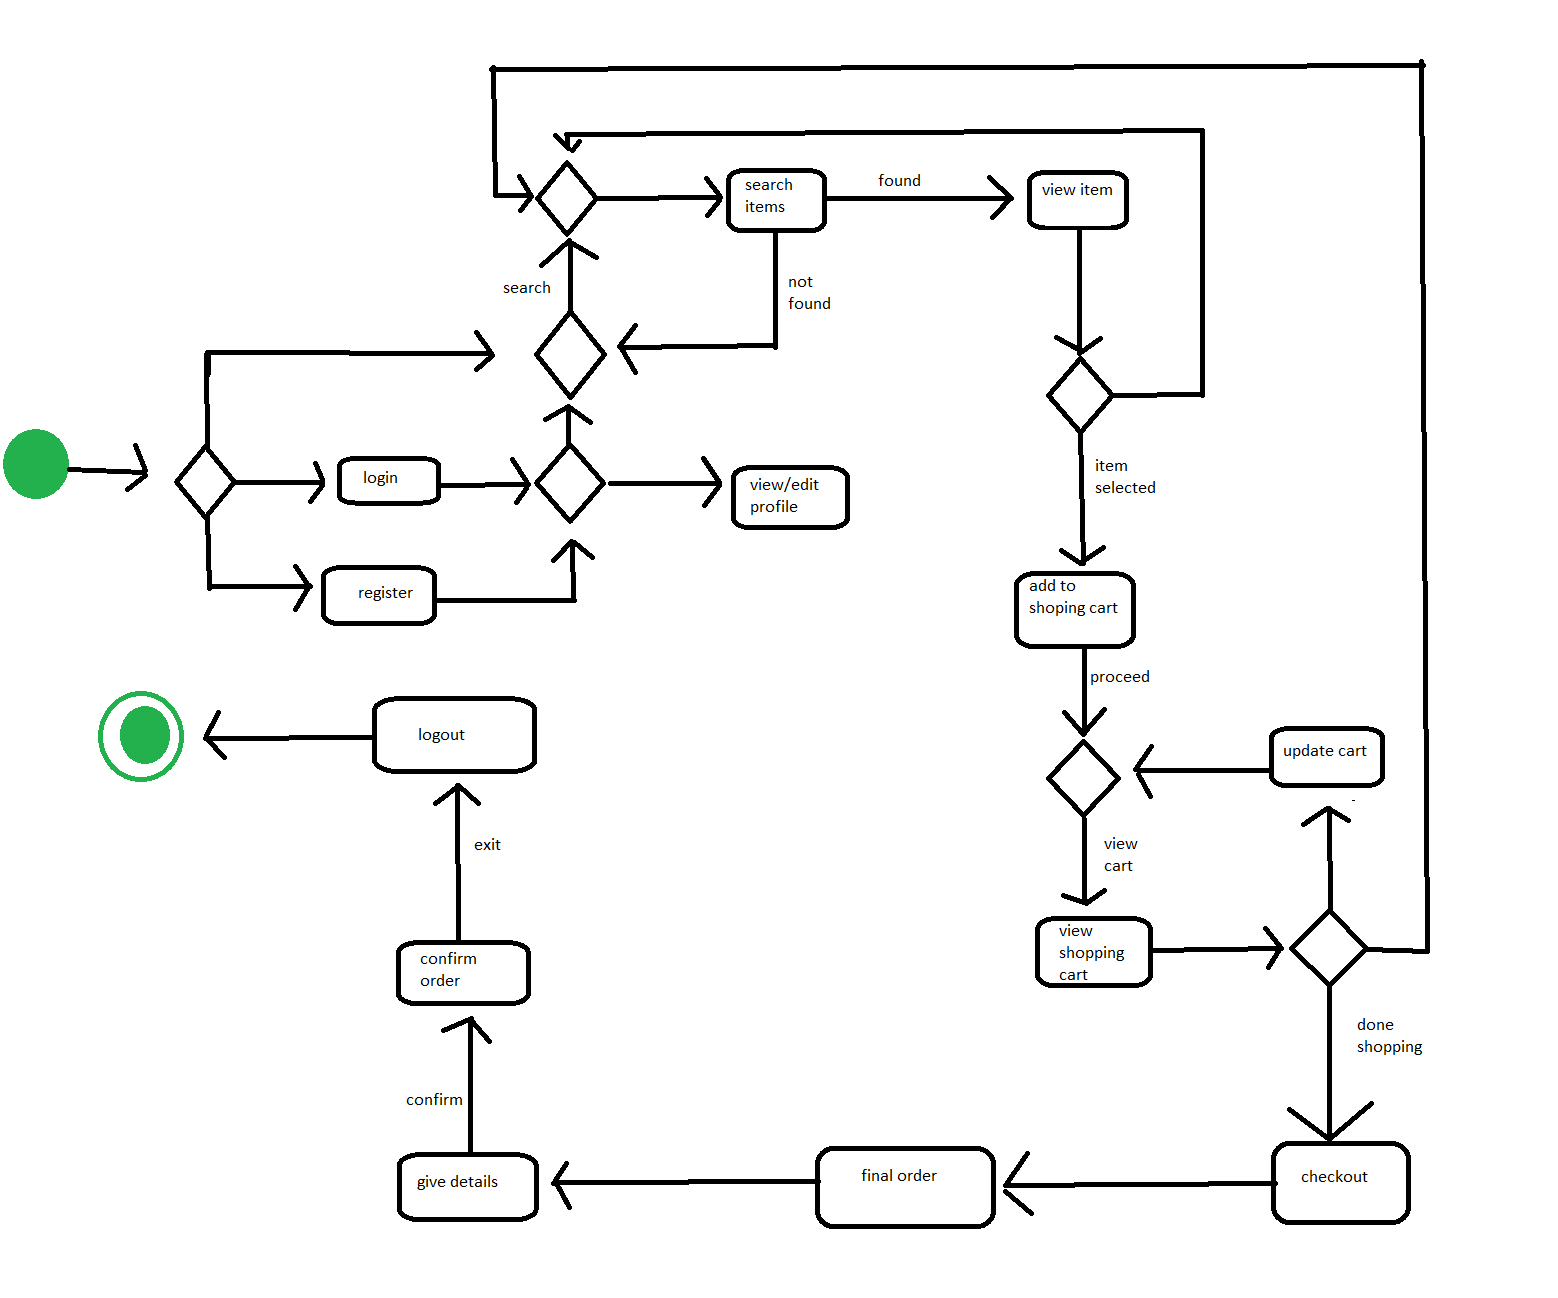 search
items
found
view item
search
not
found
item
selected
login
view/edit
profile
register
add to
shoping cart
proceed
logout
update cart
exit
view
cart
view
shopping
cart
confirm
order
done
shopping
confirm
give details
final order
checkout